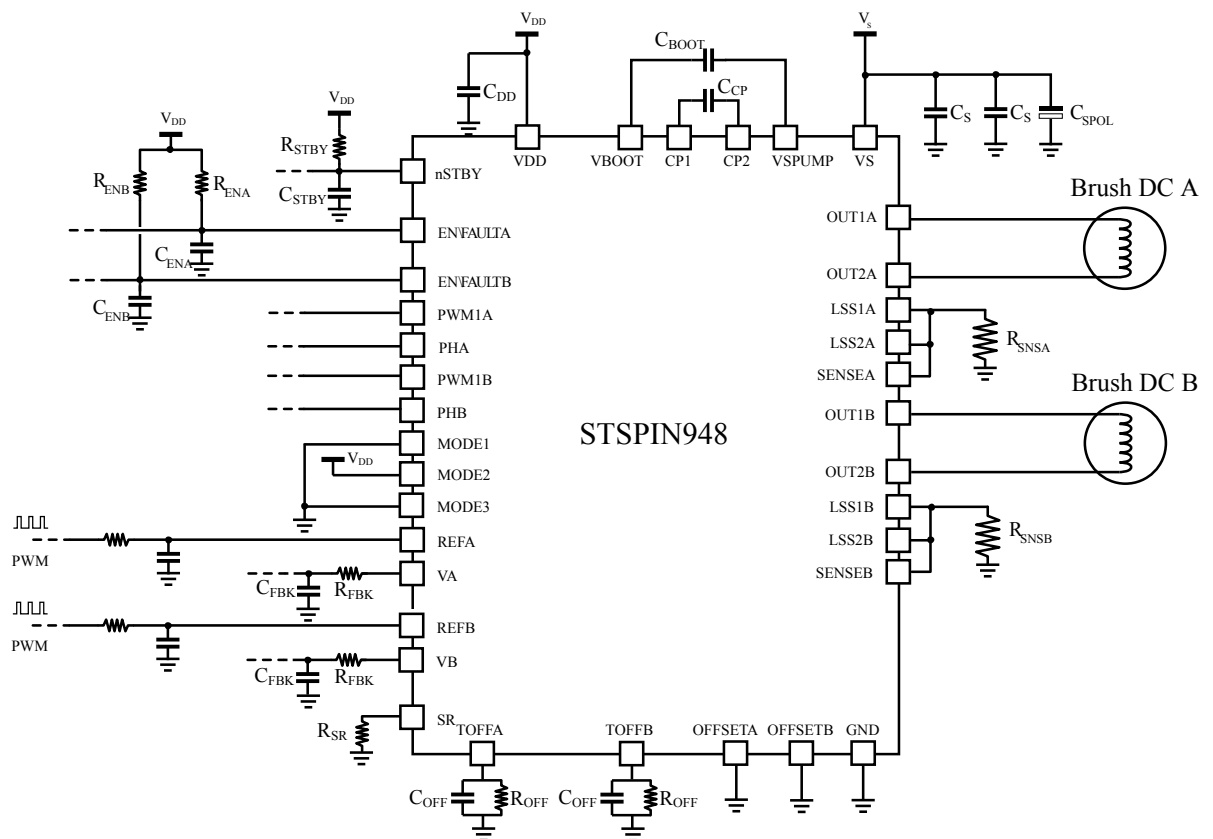 VDD
VS
CBOOT
CDD
CCP
CS
CS
CSPOL
VDD
VDD
RSTBY
VDD
VBOOT
CP1
CP2
VSPUMP
VS
nSTBY
RENB
RENA
CSTBY
Brush DC A
OUT1A
EN\FAULTA
CENA
OUT2A
EN\FAULTB
CENB
LSS1A
PWM1A
RSNSA
LSS2A
PHA
SENSEA
PWM1B
Brush DC B
PHB
OUT1B
STSPIN948
MODE1
VDD
MODE2
OUT2B
MODE3
LSS1B
RSNSB
REFA
LSS2B
PWM
VA
SENSEB
CFBK
RFBK
REFB
PWM
VB
CFBK
RFBK
SR
RSR
TOFFA
TOFFB
OFFSETA
OFFSETB
GND
COFF
ROFF
COFF
ROFF